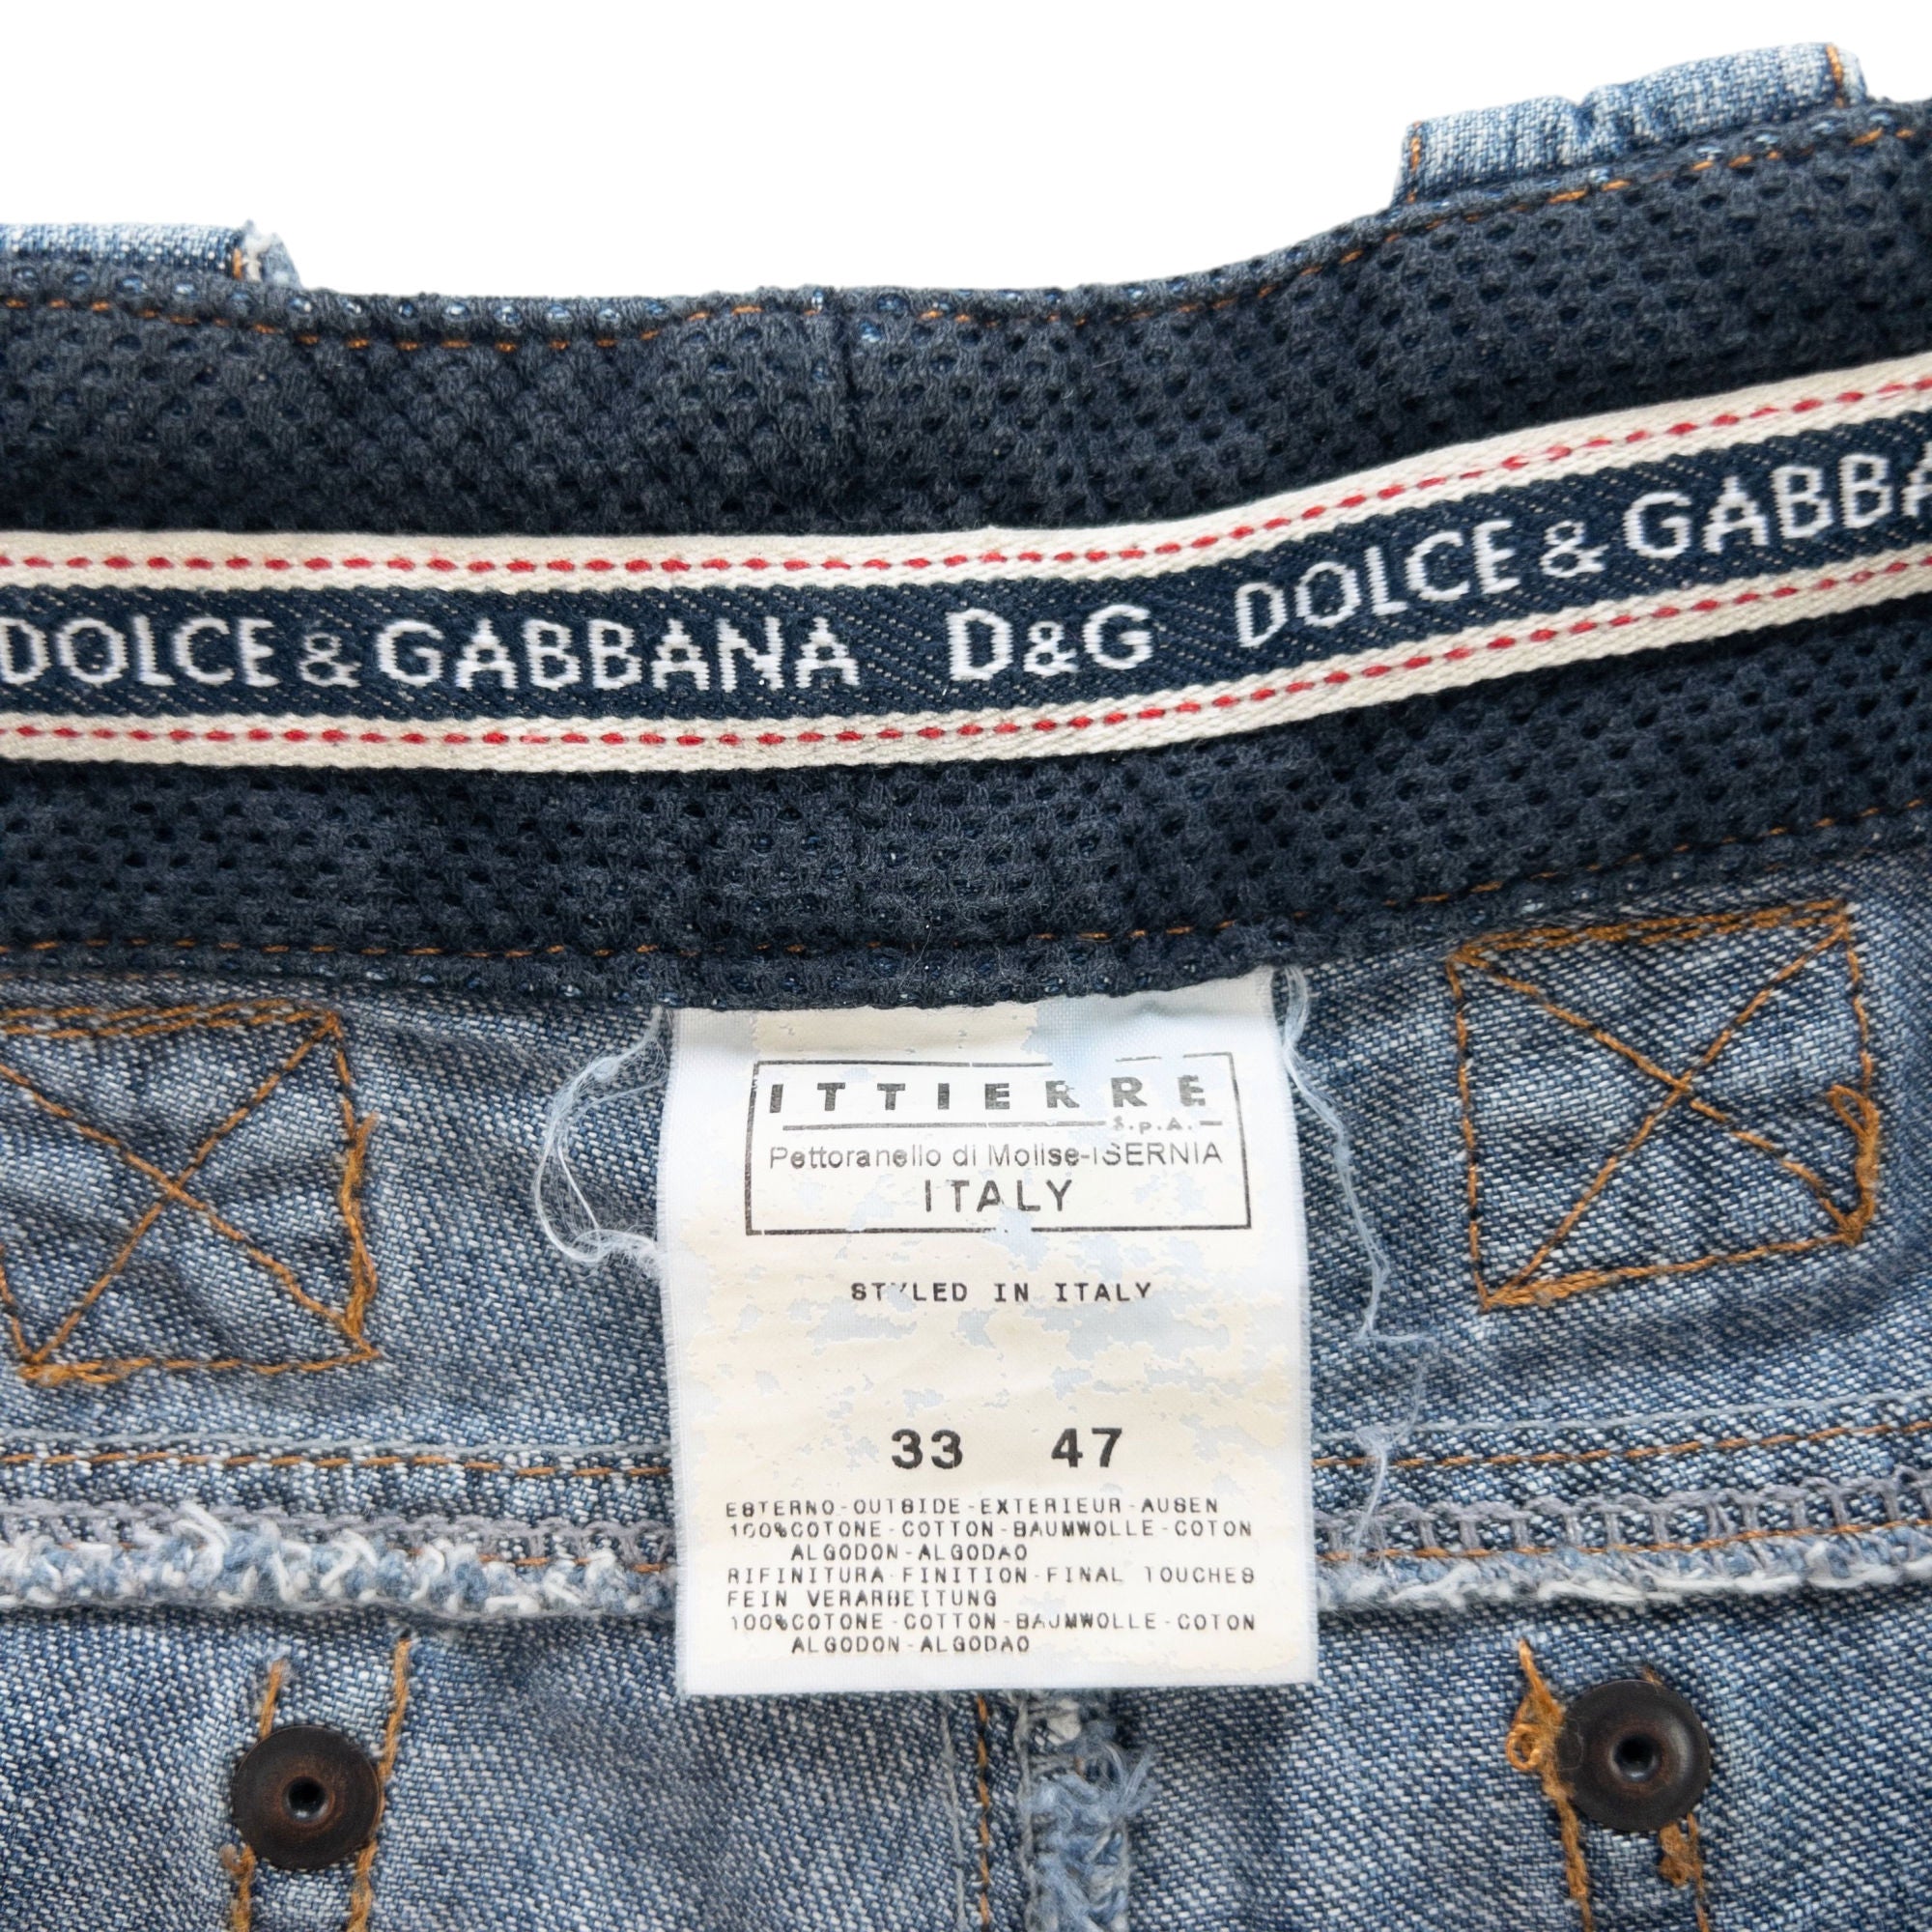 DOLCE & GABBANA D&G DOLCE & GABBA
ITTIERRE
S.p.A.
Pettoranello di Molise-ISERNIA
ITALY
STYLED IN ITALY
33 47
ESTERNO-OUTSIDE-EXTERIEUR-AUSEN
100%COTONE-COTTON-BAUMWOLLE-COTON
ALGODON-ALGODAO
RIFINITURA-FINITION-FINAL TOUCHES
FEIN VERARBEITUNG
100%COTONE-COTTON-BAUMWOLLE-COTON
ALGODON-ALGODAO